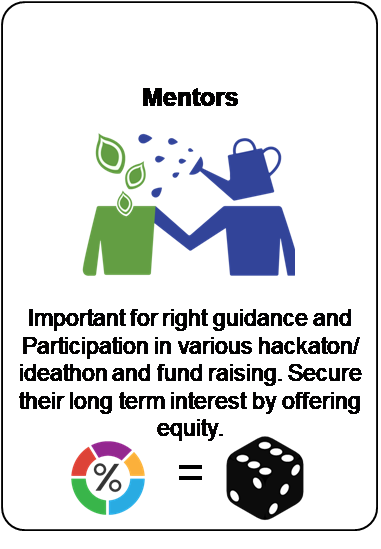 Mentors
Important for right guidance and
Participation in various hackaton/
ideathon and fund raising. Secure
their long term interest by offering
equity.
% =